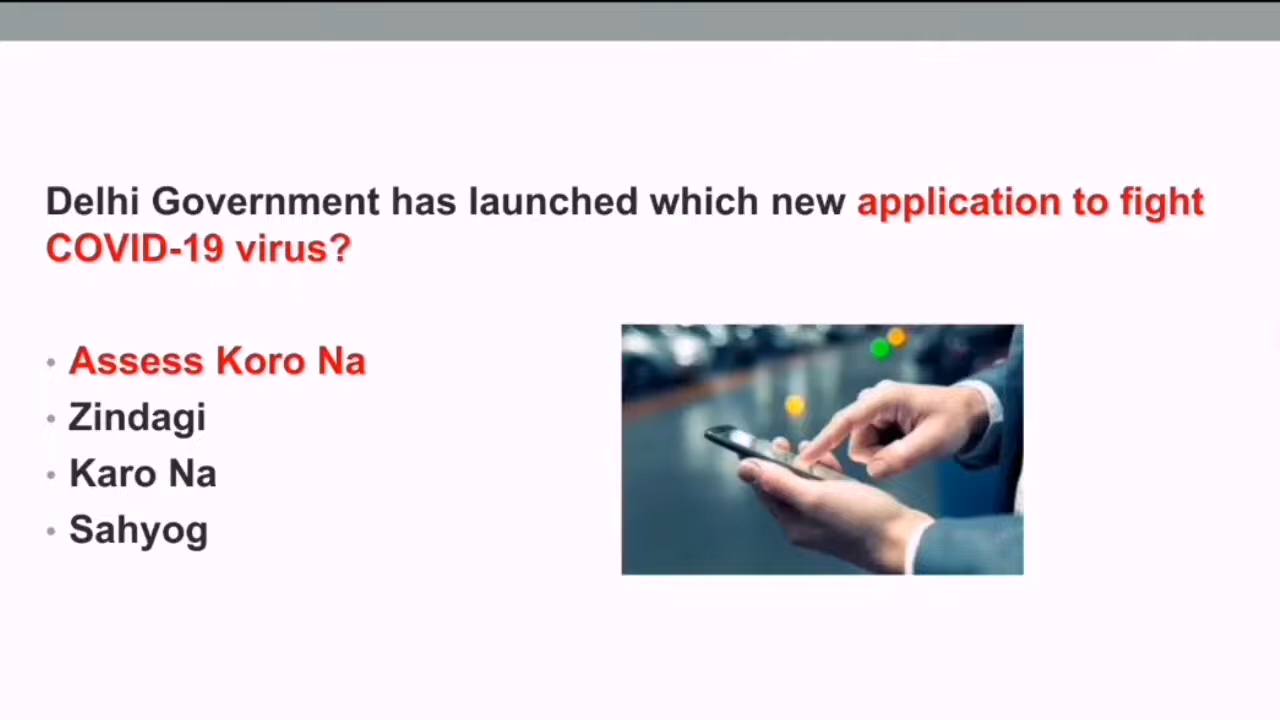 Delhi Government has launched which new application to fight
COVID-19 virus?
• Assess Koro Na
• Zindagi
• Karo Na
• Sahyog